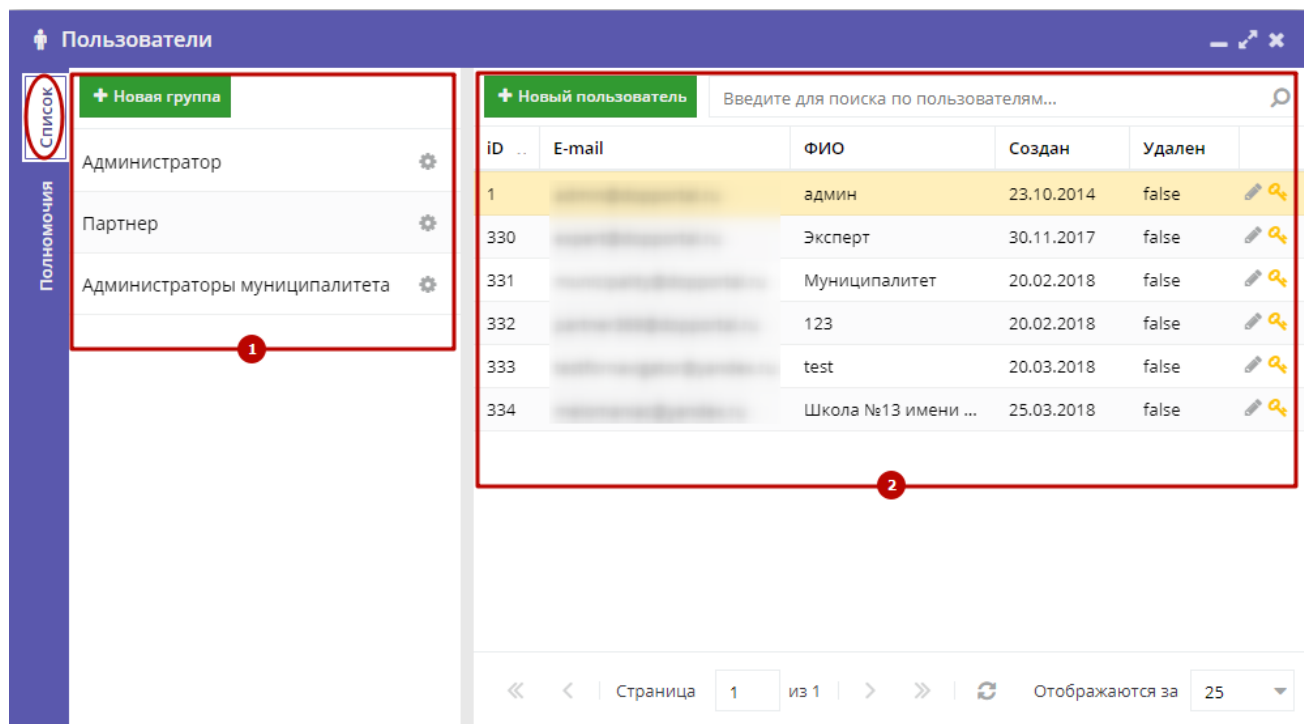 Пользователи
Список
Полномочия
+ Новая группа
Администратор
Партнер
Администраторы муниципалитета
1
+ Новый пользователь Введите для поиска по пользователям...
iD .. E-mail ФИО Создан Удален
1 админ 23.10.2014 false
330 Эксперт 30.11.2017 false
331 Муниципалитет 20.02.2018 false
332 123 20.02.2018 false
333 test 20.03.2018 false
334 Школа №13 имени ... 25.03.2018 false
2
Страница 1 из 1 Отображаются за 25